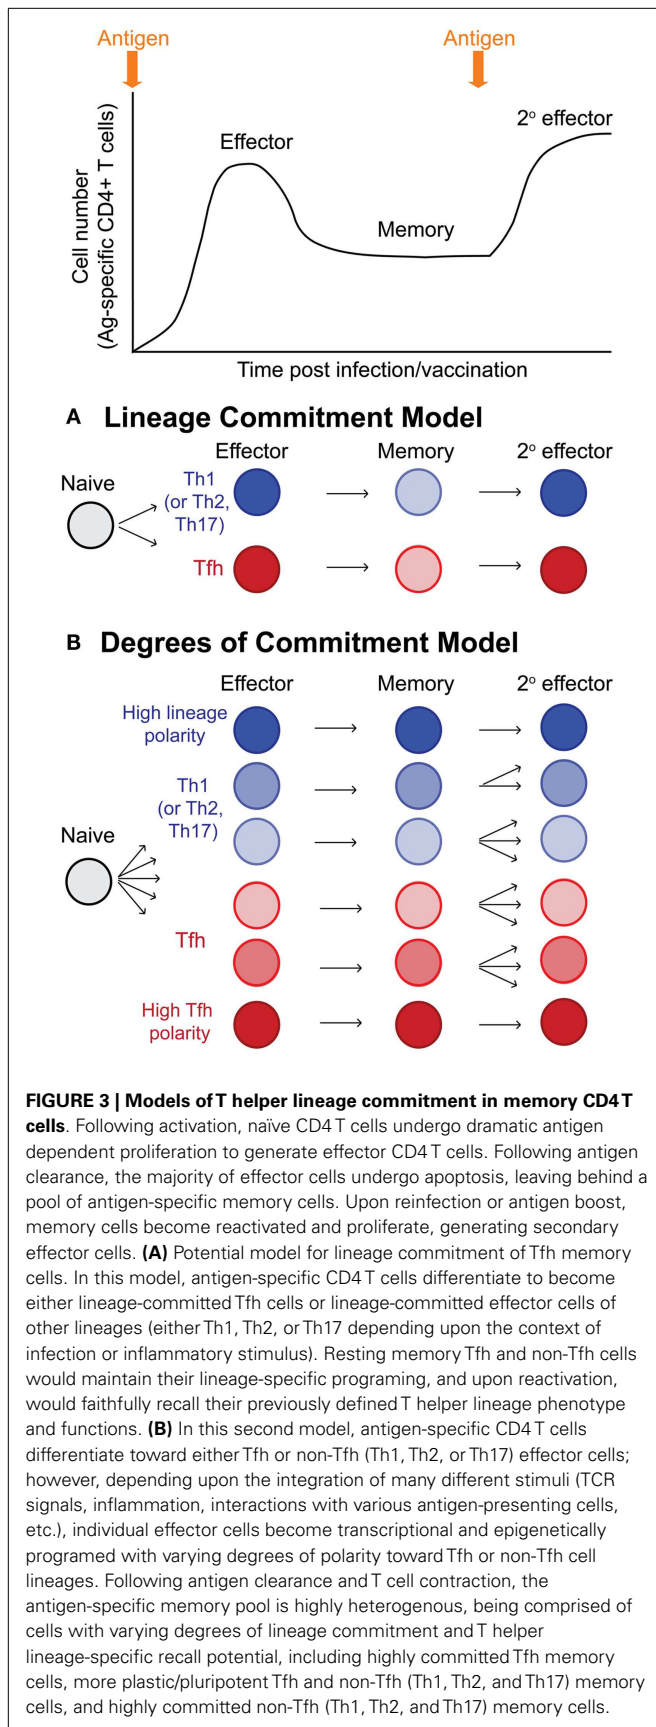 Antigen Antigen
Cell number
(Ag-specific CD4+ T cells)
Effector
Memory
2º effector
Time post infection/vaccination
A Lineage Commitment Model
Effector Memory 2º effector
Naive
Th1
(or Th2,
Th17)
Tfh
B Degrees of Commitment Model
Effector Memory 2º effector
High lineage
polarity
Th1
(or Th2,
Th17)
Naive
Tfh
High Tfh
polarity
FIGURE 3 | Models of T helper lineage commitment in memory CD4 T
cells. Following activation, naïve CD4 T cells undergo dramatic antigen
dependent proliferation to generate effector CD4 T cells. Following antigen
clearance, the majority of effector cells undergo apoptosis, leaving behind a
pool of antigen-specific memory cells. Upon reinfection or antigen boost,
memory cells become reactivated and proliferate, generating secondary
effector cells. (A) Potential model for lineage commitment of Tfh memory
cells. In this model, antigen-specific CD4 T cells differentiate to become
either lineage-committed Tfh cells or lineage-committed effector cells of
other lineages (either Th1, Th2, or Th17 depending upon the context of
infection or inflammatory stimulus). Resting memory Tfh and non-Tfh cells
would maintain their lineage-specific programing, and upon reactivation,
would faithfully recall their previously defined T helper lineage phenotype
and functions. (B) In this second model, antigen-specific CD4 T cells
differentiate toward either Tfh or non-Tfh (Th1, Th2, or Th17) effector cells;
however, depending upon the integration of many different stimuli (TCR
signals, inflammation, interactions with various antigen-presenting cells,
etc.), individual effector cells become transcriptional and epigenetically
programed with varying degrees of polarity toward Tfh or non-Tfh cell
lineages. Following antigen clearance and T cell contraction, the
antigen-specific memory pool is highly heterogenous, being comprised of
cells with varying degrees of lineage commitment and T helper
lineage-specific recall potential, including highly committed Tfh memory
cells, more plastic/pluripotent Tfh and non-Tfh (Th1, Th2, and Th17) memory
cells, and highly committed non-Tfh (Th1, Th2, and Th17) memory cells.